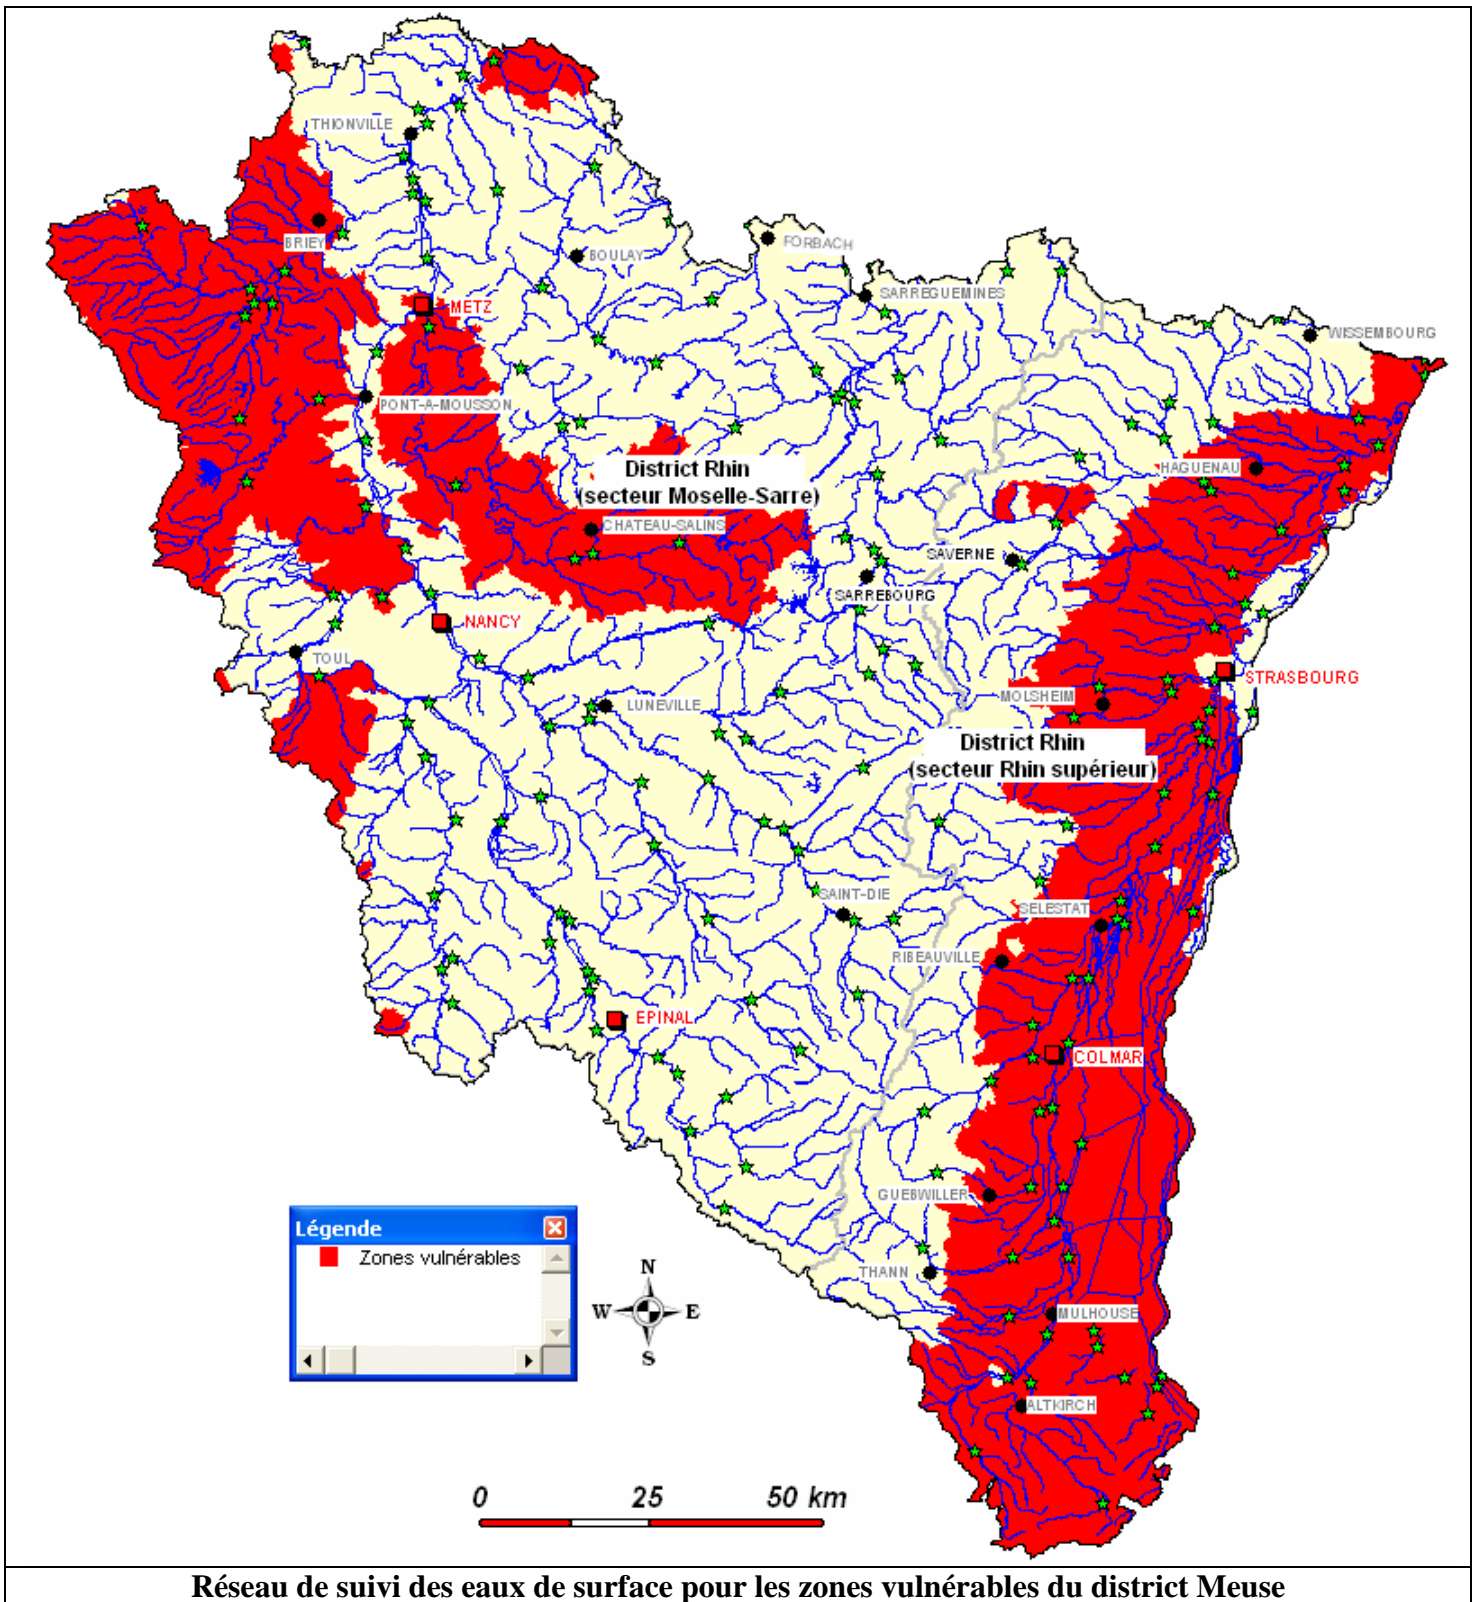 THIONVILLE
BRIEY
BOULAY
FORBACH
METZ
SARREGUEMINES
WISSEMBOURG
PONT-A-MOUSSON
District Rhin
(secteur Moselle-Sarre)
HAGUENAU
CHATEAU-SALINS
SAVERNE
SARREBOURG
NANCY
TOUL
STRASBOURG
MOLSHEIM
LUNEVILLE
District Rhin
(secteur Rhin supérieur)
SAINT-DIE
SELESTAT
RIBEAUVILLE
EPINAL
COLMAR
GUEBWILLER
Légende
Zones vulnérables
THANN
N
W
E
S
MULHOUSE
ALTKIRCH
0 25 50 km
Réseau de suivi des eaux de surface pour les zones vulnérables du district Meuse